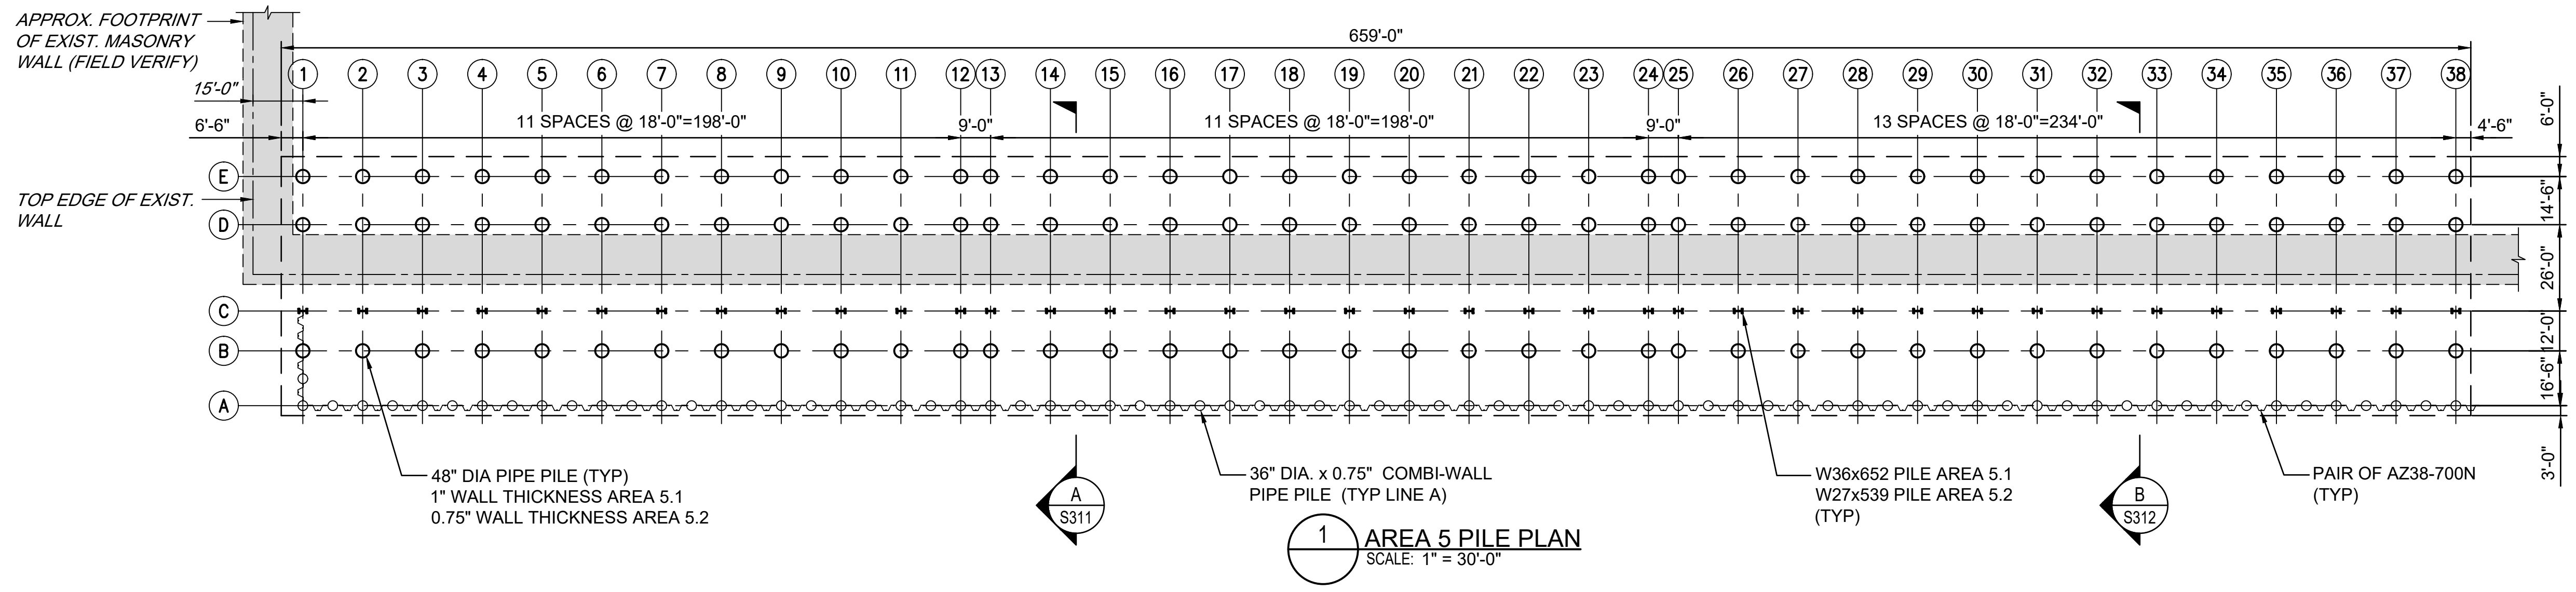 APPROX. FOOTPRINT
OF EXIST. MASONRY
WALL (FIELD VERIFY)
659'-0"
1 2 3 4 5 6 7 8 9 10 11 12 13 14 15 16 17 18 19 20 21 22 23 24 25 26 27 28 29 30 31 32 33 34 35 36 37 38
15'-0"
6'-6"
11 SPACES @ 18'-0"=198'-0"
9'-0"
11 SPACES @ 18'-0"=198'-0"
9'-0"
13 SPACES @ 18'-0"=234'-0"
4'-6"
6'-0"
E
14'-6"
TOP EDGE OF EXIST.
WALL
D
26'-0"
C
12'-0"
B
16'-6"
A
3'-0"
48" DIA PIPE PILE (TYP)
1" WALL THICKNESS AREA 5.1
0.75" WALL THICKNESS AREA 5.2
A
S311
36" DIA. x 0.75" COMBI-WALL
PIPE PILE (TYP LINE A)
W36x652 PILE AREA 5.1
W27x539 PILE AREA 5.2
(TYP)
B
S312
PAIR OF AZ38-700N
(TYP)
1
AREA 5 PILE PLAN
SCALE: 1" = 30'-0"